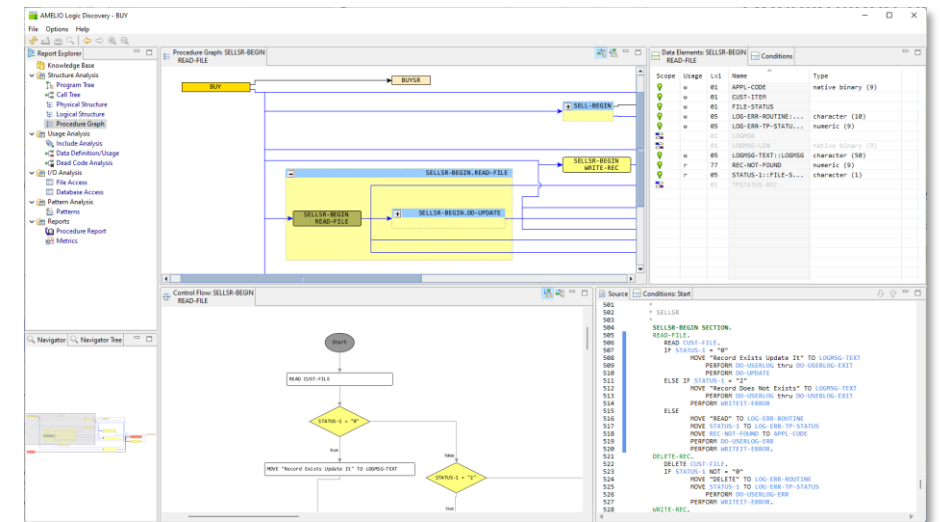 AMELIO Logic Discovery - BUY
File Options Help
Report Explorer
Knowledge Base
Structure Analysis
Program Tree
Call Tree
Physical Structure
Logical Structure
Procedure Graph
Usage Analysis
Include Analysis
Data Definition/Usage
Dead Code Analysis
I/O Analysis
File Access
Database Access
Pattern Analysis
Patterns
Reports
Procedure Report
Metrics
Navigator Navigator Tree
Procedure Graph: SELLSR-BEGIN
READ-FILE
BUY
BUYSR
SELL-BEGIN
SELLSR-BEGIN
WRITE-REC
SELLSR-BEGIN.READ-FILE
SELLSR-BEGIN
READ-FILE
SELLSR-BEGIN.DO-UPDATE
Data Elements: SELLSR-BEGIN
READ-FILE
Conditions
Scope Usage Lvl Name Type
w 01 APPL-CODE native binary (9)
w 01 CUST-ITEM
w 01 FILE-STATUS
w 05 LOG-ERR-ROUTINE:... character (10)
w 05 LOG-ERR-TP-STATU... numeric (9)
01 LOGMSG
01 LOGMSG-LEN native binary (9)
w 05 LOGMSG-TEXT::LOGMSG character (50)
r 77 REC-NOT-FOUND numeric (9)
r 05 STATUS-1::FILE-S... character (1)
01 TPSTATUS-REC
Control Flow: SELLSR-BEGIN
READ-FILE
Start
READ CUST-FILE
STATUS-1 = "0"
true
false
MOVE "Record Exists Update It" TO LOGMSG-TEXT
STATUS-1 = "2"
true
Source Conditions: Start
501 *
502 * SELLSR
503 *
504 SELLSR-BEGIN SECTION.
505 READ-FILE.
506 READ CUST-FILE.
507 IF STATUS-1 = "0"
508 MOVE "Record Exists Update It" TO LOGMSG-TEXT
509 PERFORM DO-USERLOG thru DO-USERLOG-EXIT
510 PERFORM DO-UPDATE
511 ELSE IF STATUS-1 = "2"
512 MOVE "Record Does Not Exists" TO LOGMSG-TEXT
513 PERFORM DO-USERLOG thru DO-USERLOG-EXIT
514 PERFORM WRITEIT-ERROR
515 ELSE
516 MOVE "READ" TO LOG-ERR-ROUTINE
517 MOVE STATUS-1 TO LOG-ERR-TP-STATUS
518 MOVE REC-NOT-FOUND TO APPL-CODE
519 PERFORM DO-USERLOG-ERR
520 PERFORM WRITEIT-ERROR.
521 DELETE-REC.
522 DELETE CUST-FILE.
523 IF STATUS-1 NOT = "0"
524 MOVE "DELETE" TO LOG-ERR-ROUTINE
525 MOVE STATUS-1 TO LOG-ERR-TP-STATUS
526 PERFORM DO-USERLOG-ERR
527 PERFORM WRITEIT-ERROR.
528 WRITE-REC.